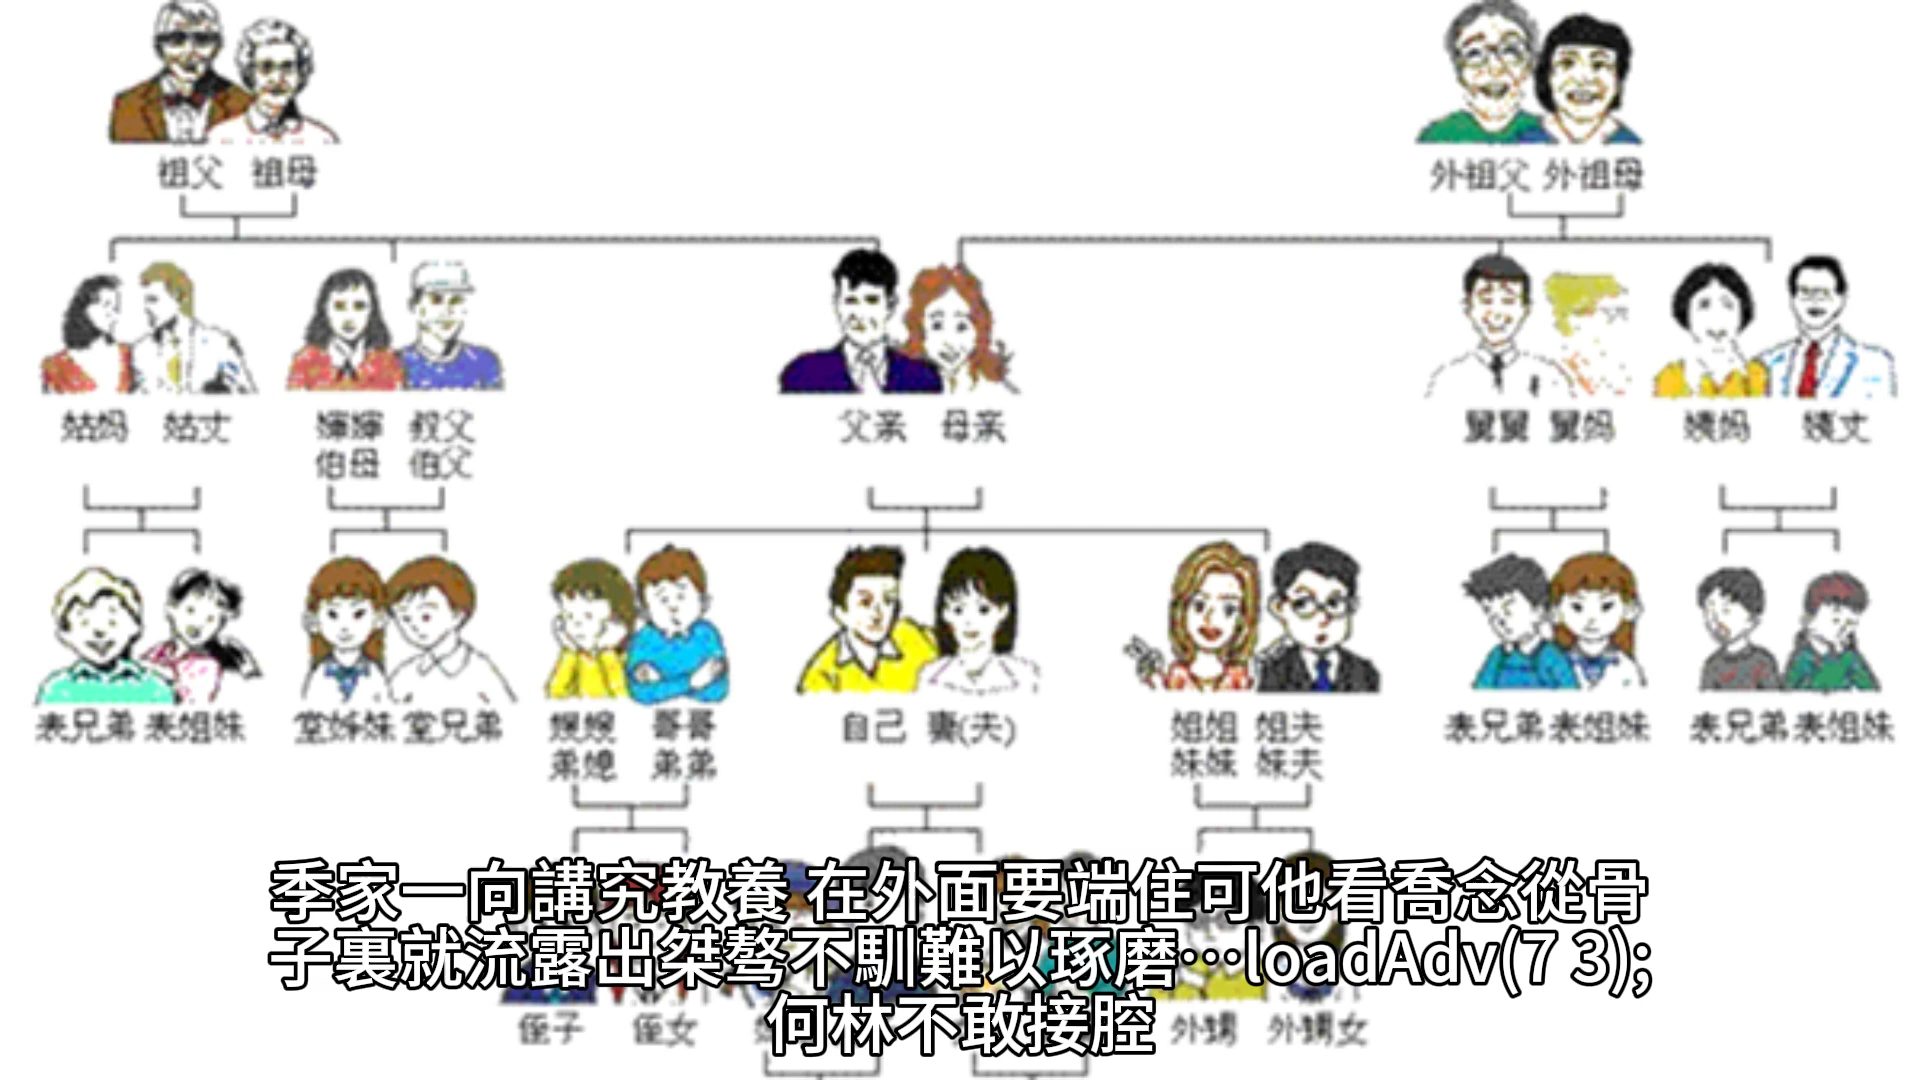 祖父 祖母
外祖父 外祖母
姑妈 姑丈
婶婶 叔父
伯母 伯父
父亲 母亲
舅舅 舅妈
姨妈 姨丈
表兄弟 表姐妹
堂姊妹 堂兄弟
嫂嫂 哥哥
弟媳 弟弟
自己 妻(夫)
姐姐 姐夫
妹妹 妹夫
表兄弟 表姐妹
表兄弟 表姐妹
侄子 侄女
外甥 外甥女
季家一向講究教養 在外面要端住可他看喬念從骨
子裏就流露出桀骜不馴難以琢磨…loadAdv(7 3);
何林不敢接腔